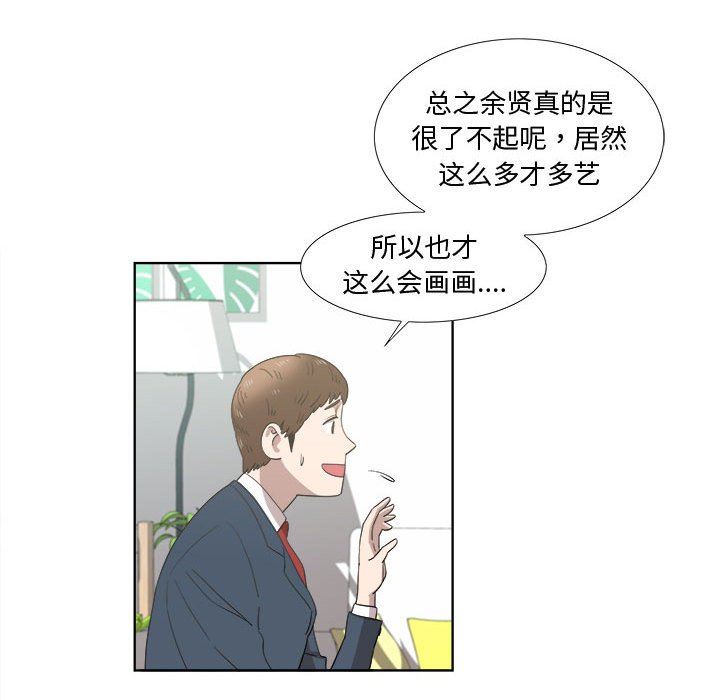 总之余贤真的是
很了不起呢，居然
这么多才多艺
所以也才
这么会画画....